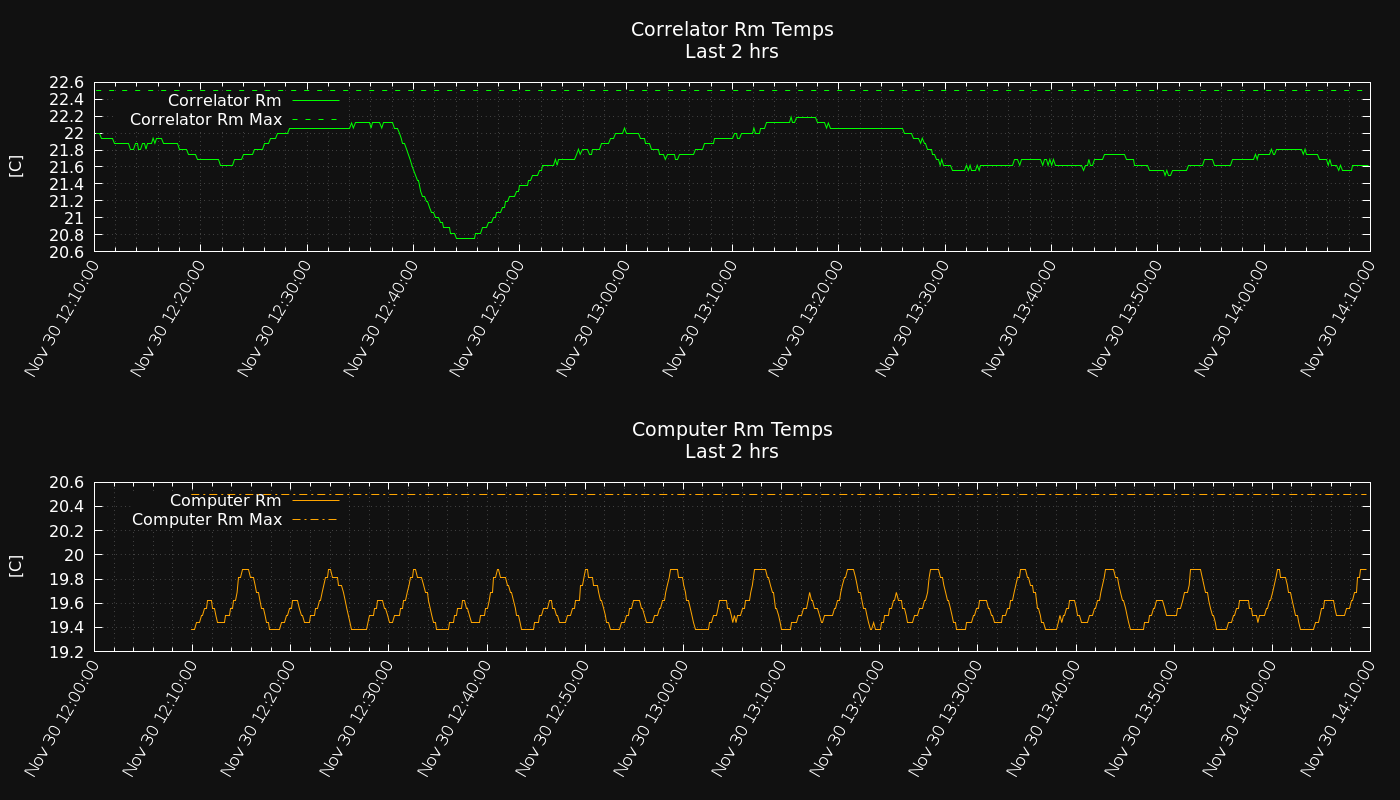 Correlator Rm Temps
Last 2 hrs
22.6
22.4
22.2
22
21.8
21.6
21.4
21.2
21
20.8
20.6
[C]
Correlator Rm
Correlator Rm Max
Nov 30 12:10:00
Nov 30 12:20:00
Nov 30 12:30:00
Nov 30 12:40:00
Nov 30 12:50:00
Nov 30 13:00:00
Nov 30 13:10:00
Nov 30 13:20:00
Nov 30 13:30:00
Nov 30 13:40:00
Nov 30 13:50:00
Nov 30 14:00:00
Nov 30 14:10:00
Computer Rm Temps
Last 2 hrs
20.6
20.4
20.2
20
19.8
19.6
19.4
19.2
[C]
Computer Rm
Computer Rm Max
Nov 30 12:00:00
Nov 30 12:10:00
Nov 30 12:20:00
Nov 30 12:30:00
Nov 30 12:40:00
Nov 30 12:50:00
Nov 30 13:00:00
Nov 30 13:10:00
Nov 30 13:20:00
Nov 30 13:30:00
Nov 30 13:40:00
Nov 30 13:50:00
Nov 30 14:00:00
Nov 30 14:10:00